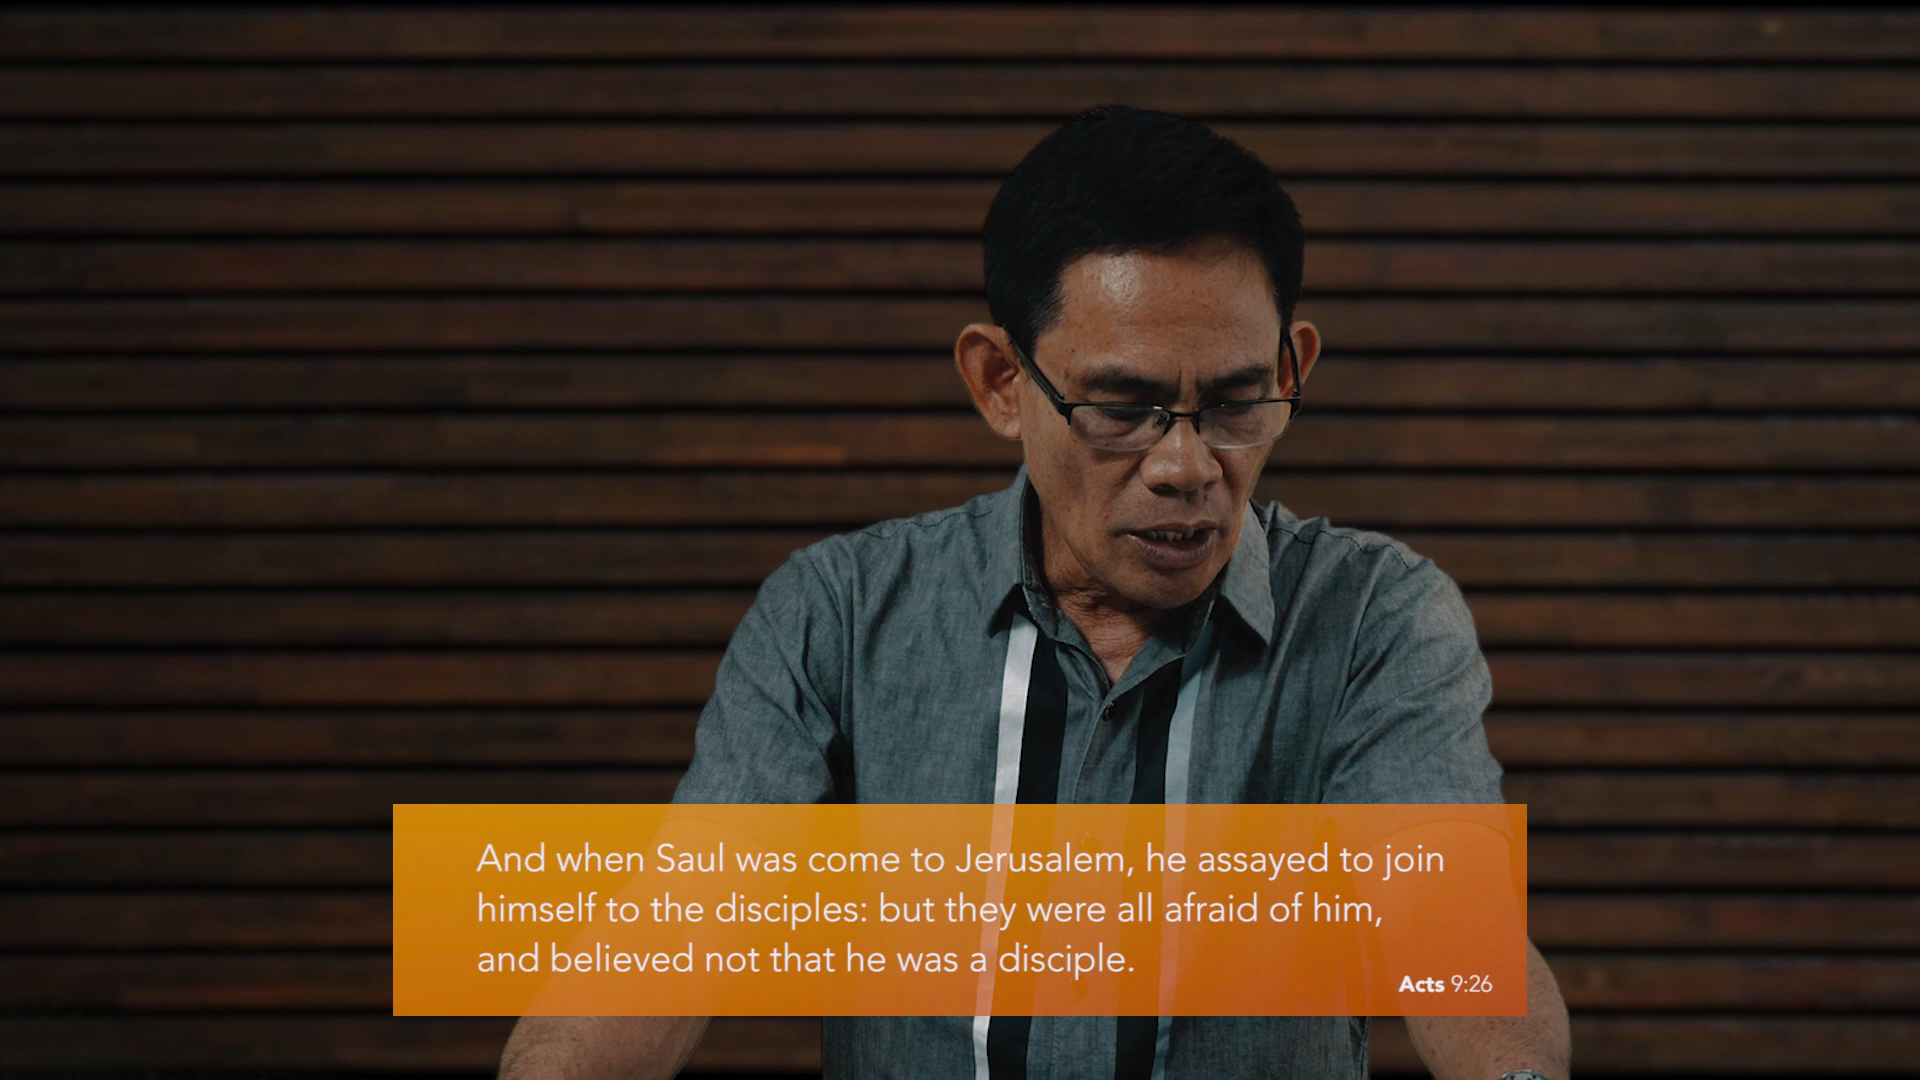 And when Saul was come to Jerusalem, he assayed to join
himself to the disciples: but they were all afraid of him,
and believed not that he was a disciple.
Acts 9:26